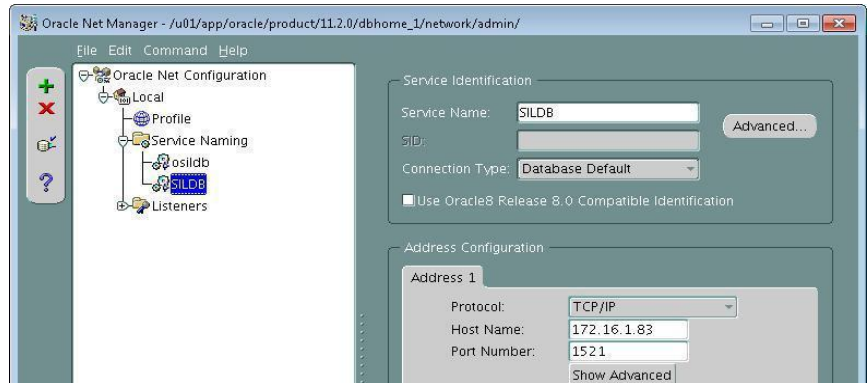 Oracle Net Manager - /u01/app/oracle/product/11.2.0/dbhome_1/network/admin/
File Edit Command Help
Oracle Net Configuration
Local
Profile
Service Naming
osildb
SILDB
Listeners
Service Identification
Service Name: SILDB
SID:
Connection Type: Database Default
Advanced...
Use Oracle8 Release 8.0 Compatible Identification
Address Configuration
Address 1
Protocol: TCP/IP
Host Name: 172.16.1.83
Port Number: 1521
Show Advanced